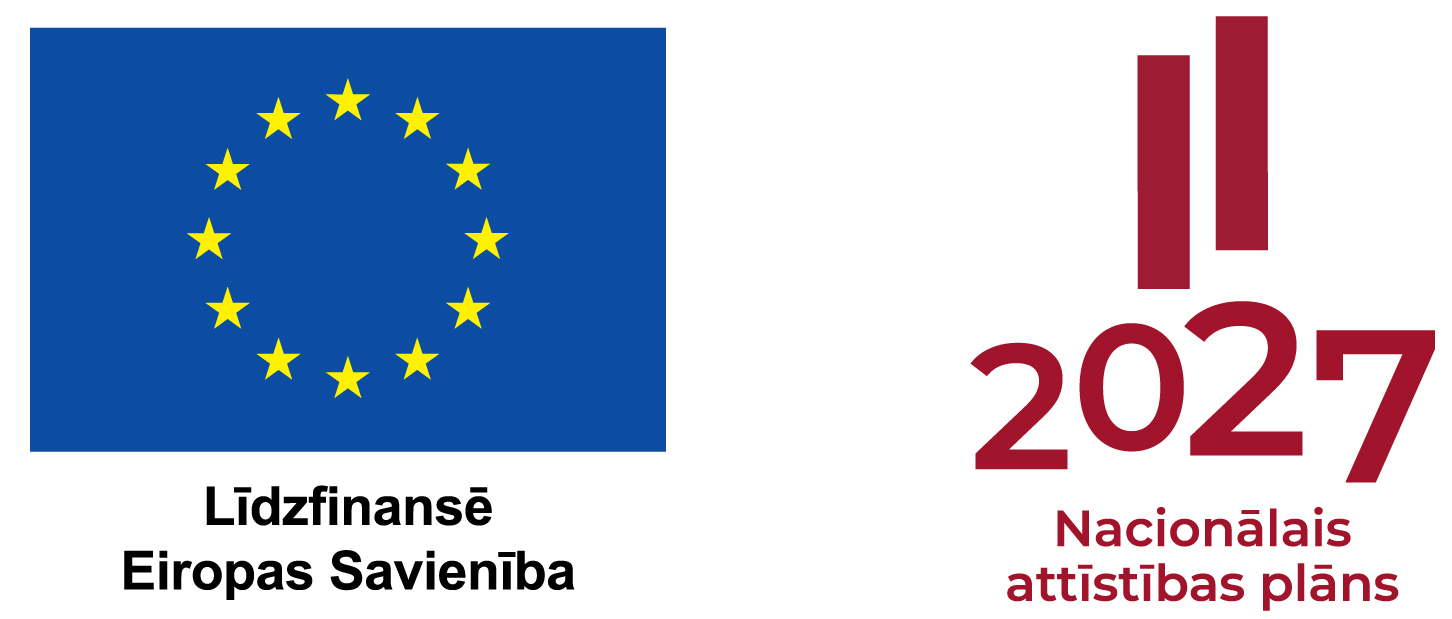 Līdzfinansē
Eiropas Savienība
2027
Nacionālais
attīstības plāns